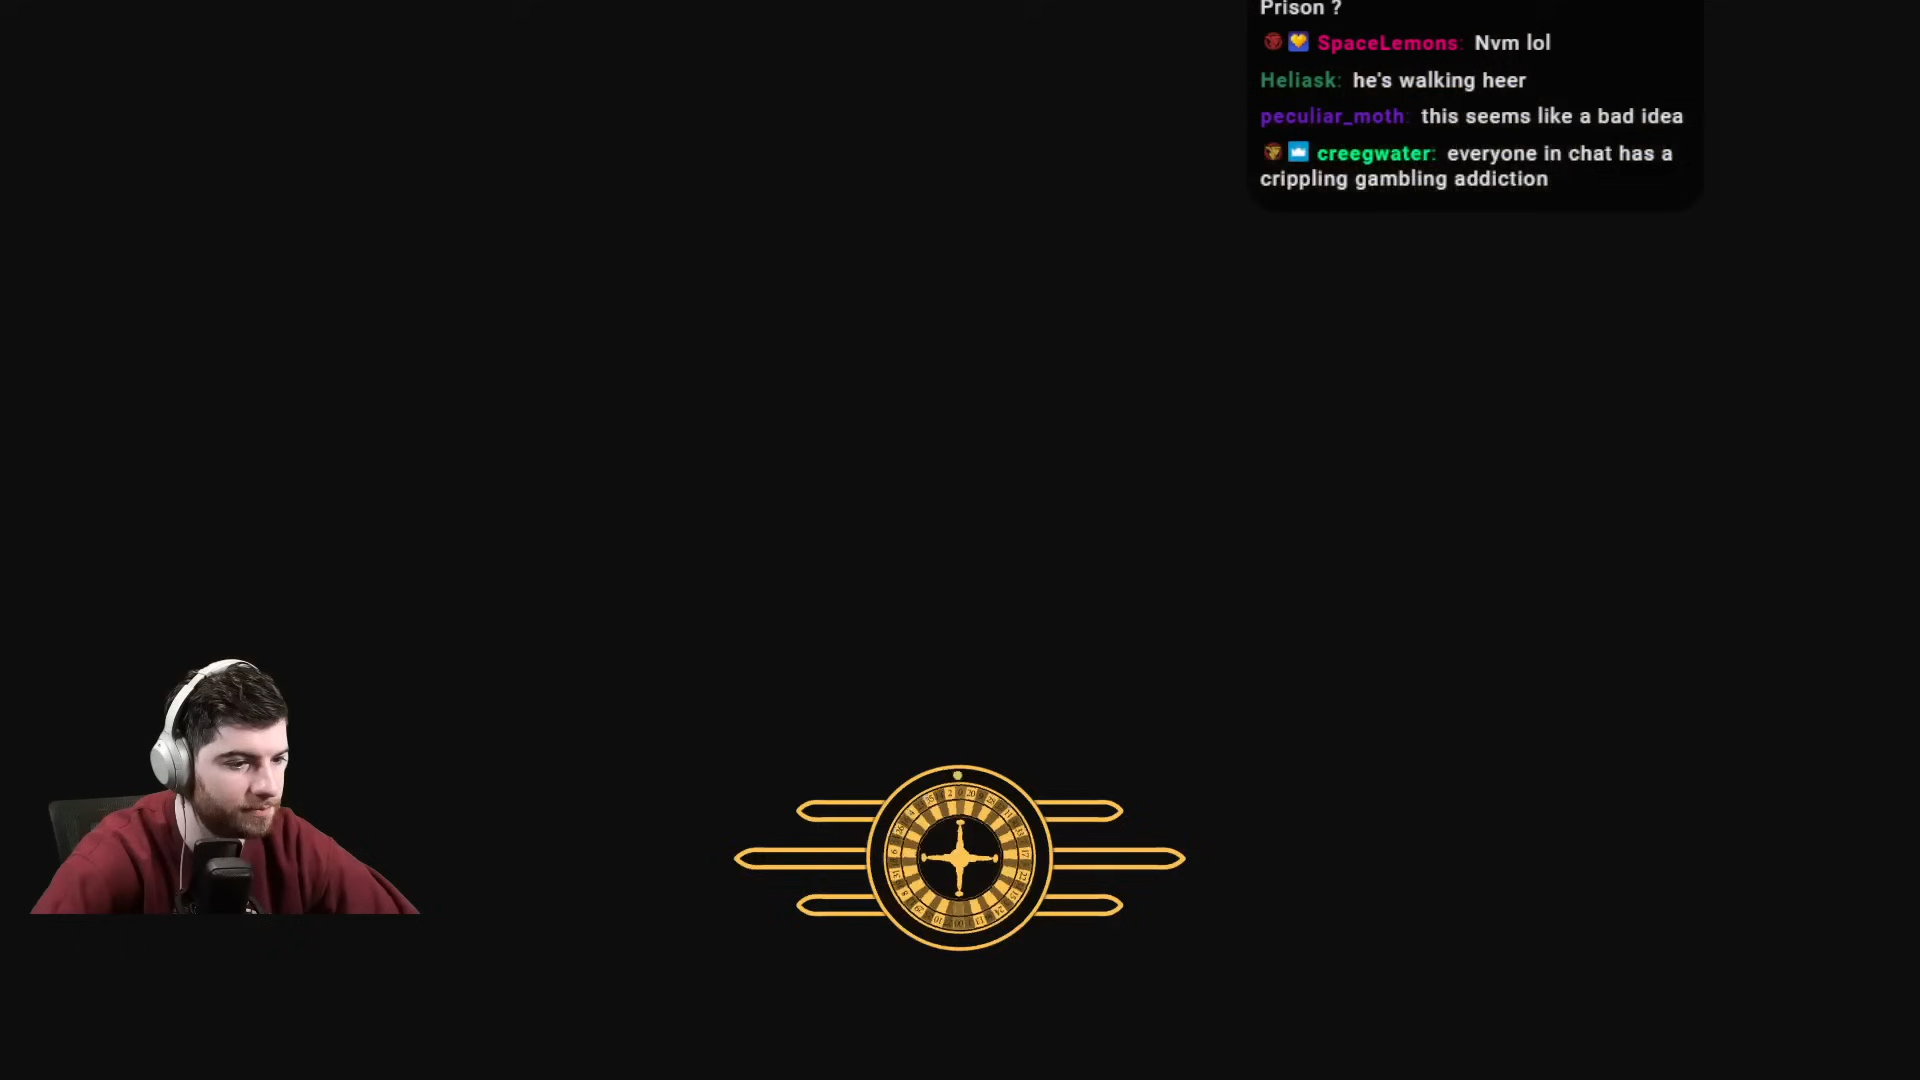 Prison ?
SpaceLemons: Nvm lol
Heliask: he's walking heer
peculiar_moth: this seems like a bad idea
creegwater: everyone in chat has a
crippling gambling addiction